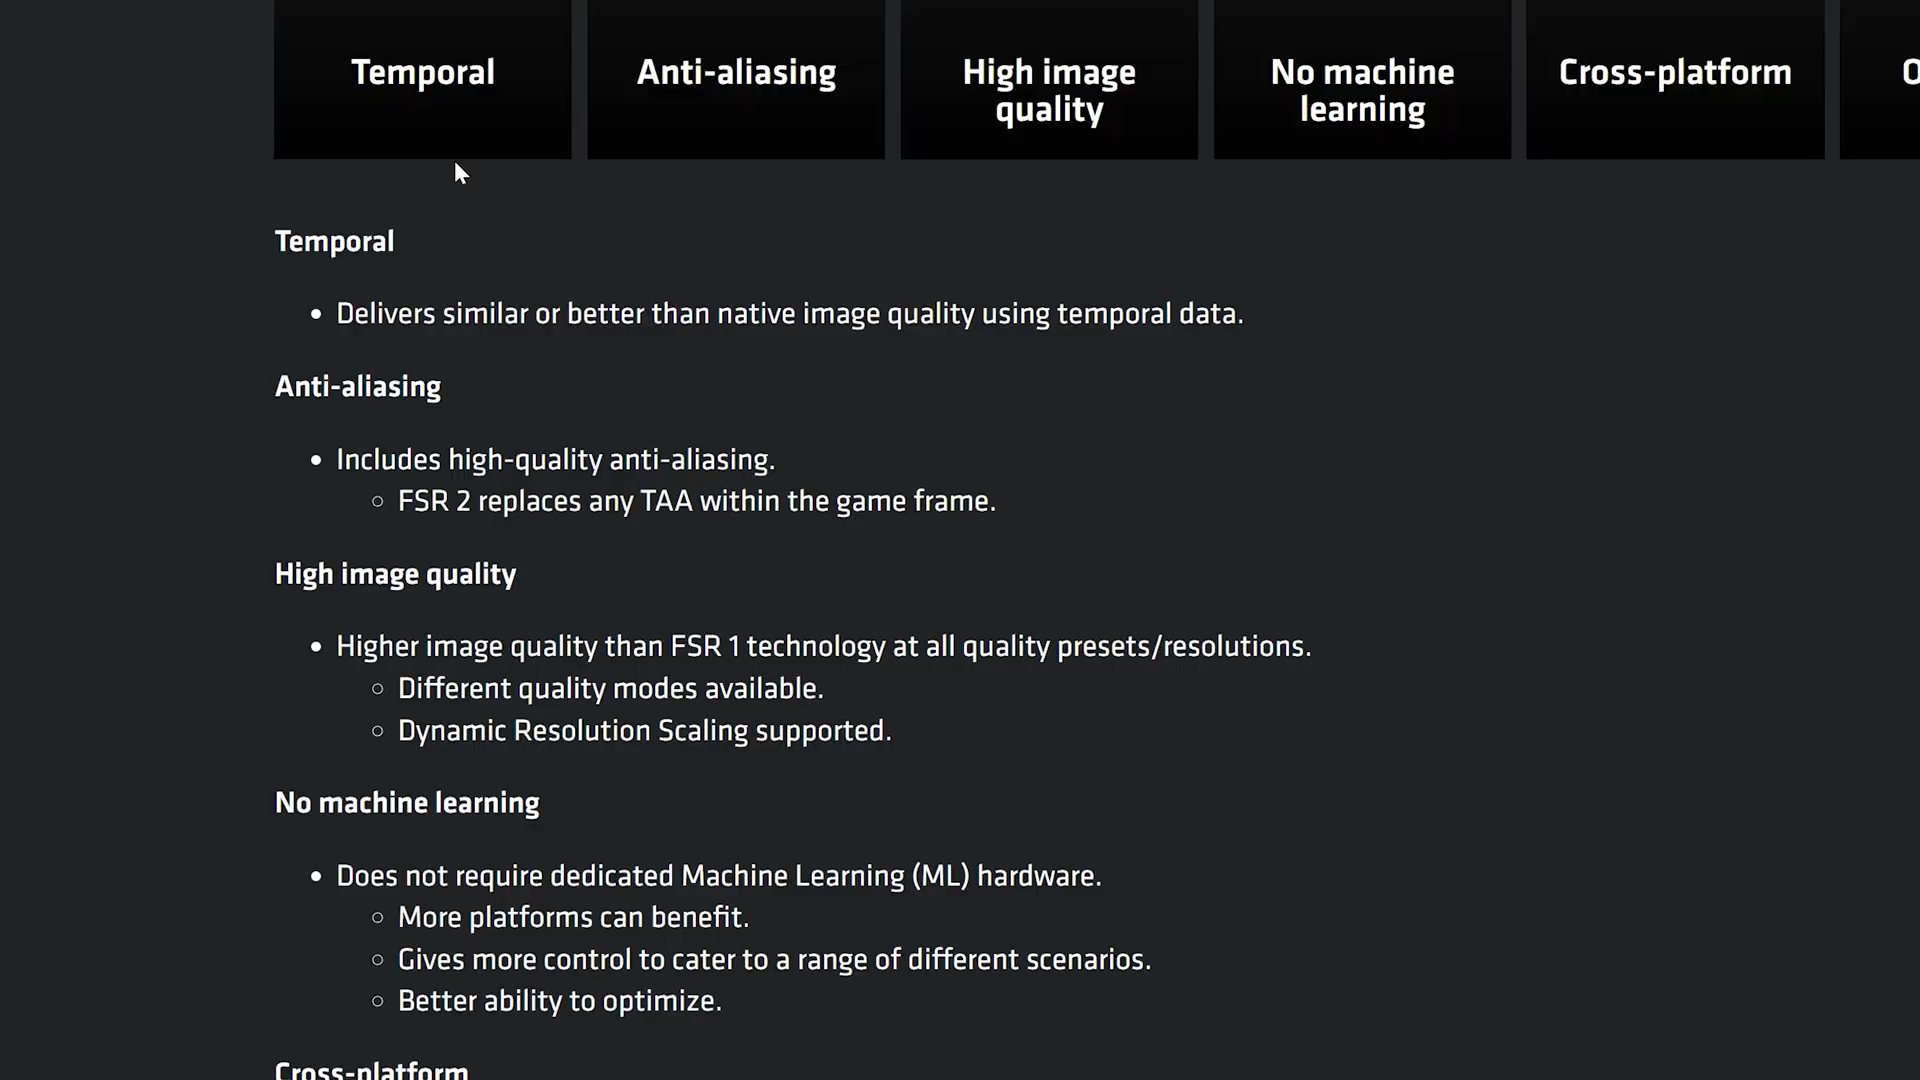 Temporal
Anti-aliasing
High image
quality
No machine
learning
Cross-platform
Temporal
Delivers similar or better than native image quality using temporal data.
Anti-aliasing
Includes high-quality anti-aliasing.
FSR 2 replaces any TAA within the game frame.
High image quality
Higher image quality than FSR 1 technology at all quality presets/resolutions.
Different quality modes available.
Dynamic Resolution Scaling supported.
No machine learning
Does not require dedicated Machine Learning (ML) hardware.
More platforms can benefit.
Gives more control to cater to a range of different scenarios.
Better ability to optimize.
Cross-platform